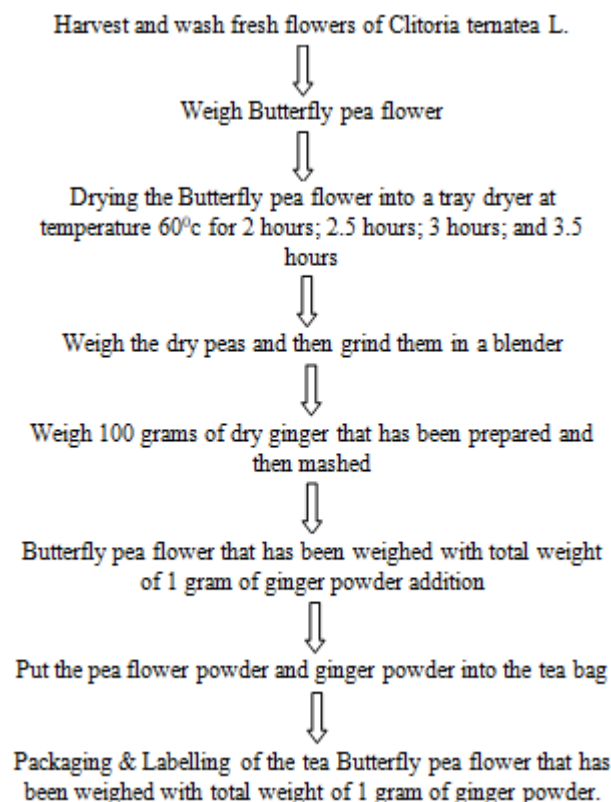 Harvest and wash fresh flowers of Clitoria ternatea L.
Weigh Butterfly pea flower
Drying the Butterfly pea flower into a tray dryer at
temperature 60⁰c for 2 hours; 2.5 hours; 3 hours; and 3.5
hours
Weigh the dry peas and then grind them in a blender
Weigh 100 grams of dry ginger that has been prepared and
then mashed
Butterfly pea flower that has been weighed with total weight
of 1 gram of ginger powder addition
Put the pea flower powder and ginger powder into the tea bag
Packaging & Labelling of the tea Butterfly pea flower that has
been weighed with total weight of 1 gram of ginger powder.